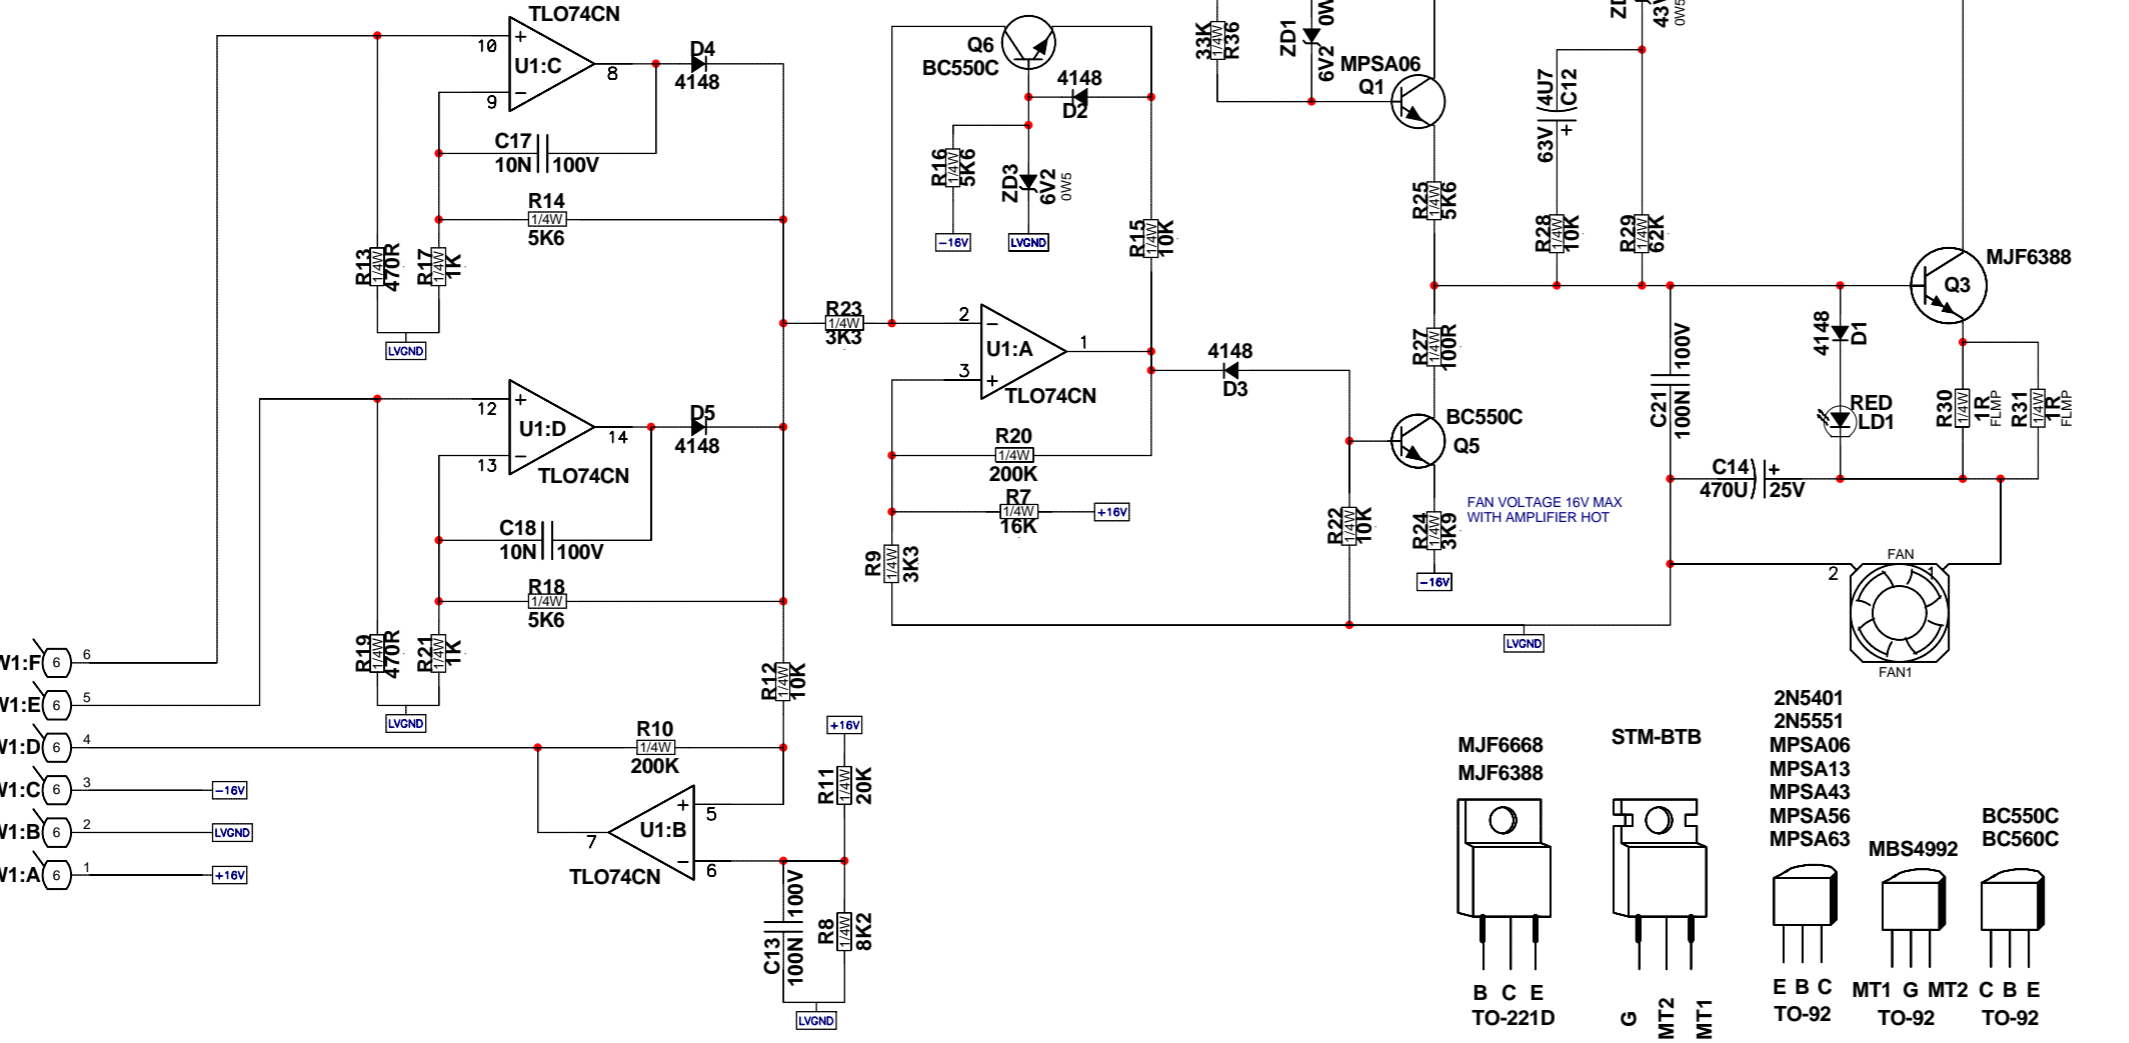 TLO74CN
10
+
U1:C
8
9
−
D4
4148
C17
10N
100V
R14
1/4W
5K6
R13
1/4W
470R
R17
1/4W
1K
LVGND
TLO74CN
12
+
U1:D
14
13
−
D5
4148
C18
10N
100V
R18
1/4W
5K6
R19
1/4W
470R
R21
1/4W
1K
LVGND
W1:F
6
6
W1:E
6
5
W1:D
6
4
W1:C
6
3
-16V
W1:B
6
2
LVGND
W1:A
6
1
+16V
R10
1/4W
200K
R12
1/4W
10K
+16V
R11
1/4W
20K
U1:B
+
5
7
−
6
TLO74CN
C13
100N
100V
R8
1/4W
8K2
LVGND
Q6
BC550C
4148
D2
R16
1/4W
5K6
-16V
ZD3
6V2
0W5
LVGND
R15
1/4W
10K
R23
1/4W
3K3
2
−
U1:A
1
3
+
TLO74CN
R20
1/4W
200K
R7
1/4W
16K
+16V
R9
1/4W
3K3
4148
D3
R22
1/4W
10K
33K
1/4W
R36
ZD1
6V2
MPSA06
Q1
R25
1/4W
5K6
R27
1/4W
100R
BC550C
Q5
R24
1/4W
3K9
-16V
FAN VOLTAGE 16V MAX
WITH AMPLIFIER HOT
LVGND
43V
0W5
4U7
C12
63V
+
R28
1/4W
10K
R29
1/4W
62K
C21
100N
100V
C14
470U
+
25V
4148
D1
RED
LD1
MJF6388
Q3
R30
1/4W
1R
FLMP
R31
1/4W
1R
FLMP
FAN
2
1
FAN1
MJF6668
MJF6388
B C E
TO-221D
STM-BTB
G
MT2
MT1
2N5401
2N5551
MPSA06
MPSA13
MPSA43
MPSA56
MPSA63
E B C
TO-92
MBS4992
MT1 G MT2
TO-92
BC550C
BC560C
C B E
TO-92